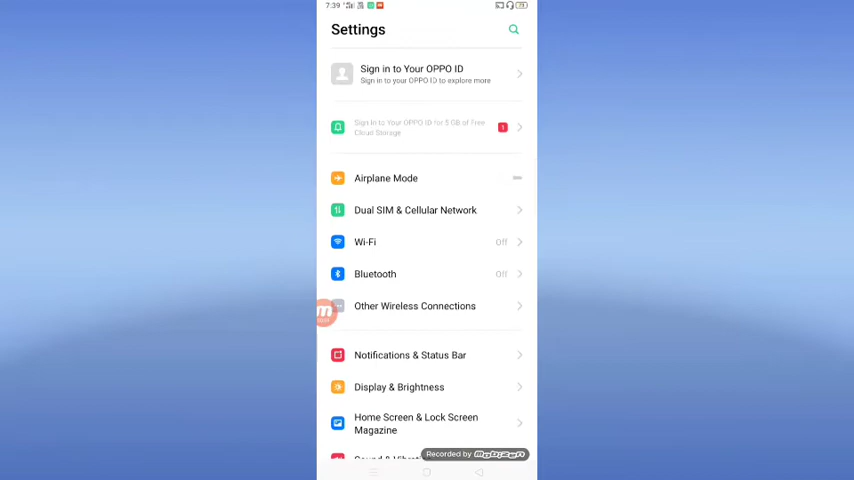 7:39
Settings
Sign in to Your OPPO ID
Sign in to your OPPO ID to explore more
Sign In to Your OPPO ID for 5 GB of Free
Cloud Storage
1
Airplane Mode
Dual SIM & Cellular Network
Wi-Fi
Off
Bluetooth
Off
Other Wireless Connections
Notifications & Status Bar
Display & Brightness
Home Screen & Lock Screen
Magazine
Sound & Vibration
Recorded by mobizen